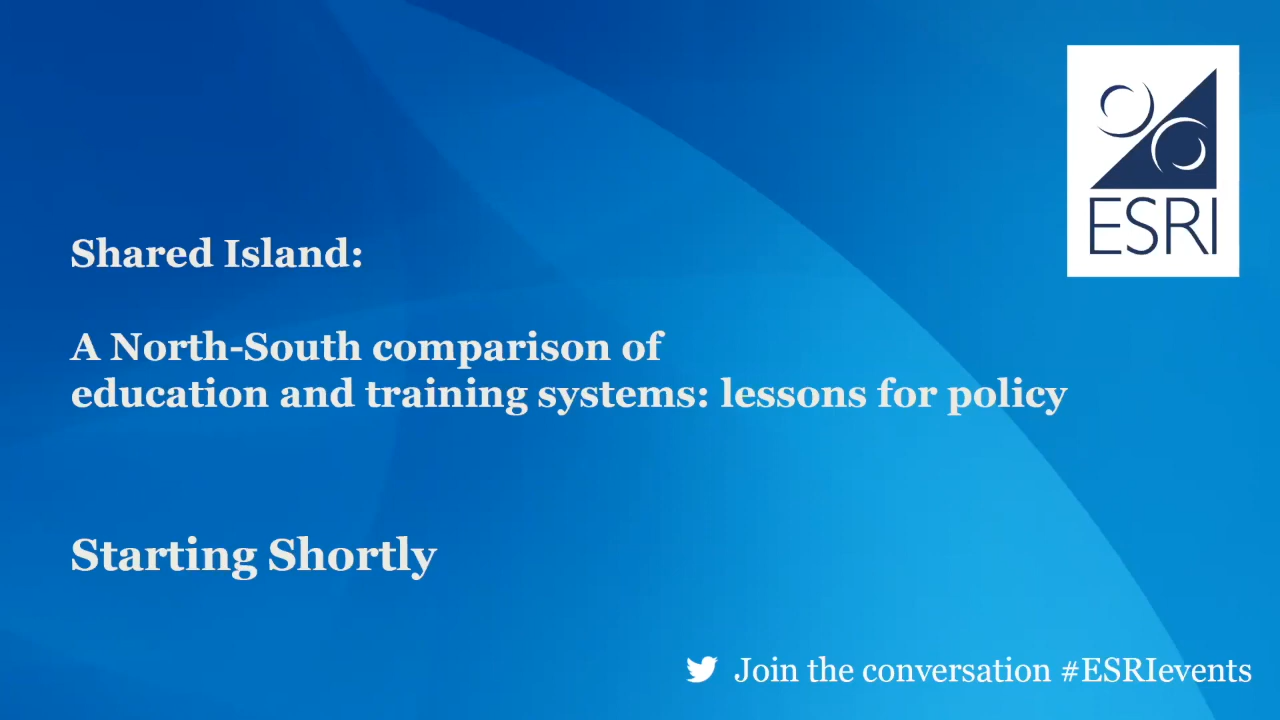 ESRI
Shared Island:
A North-South comparison of
education and training systems: lessons for policy
Starting Shortly
Join the conversation #ESRIevents